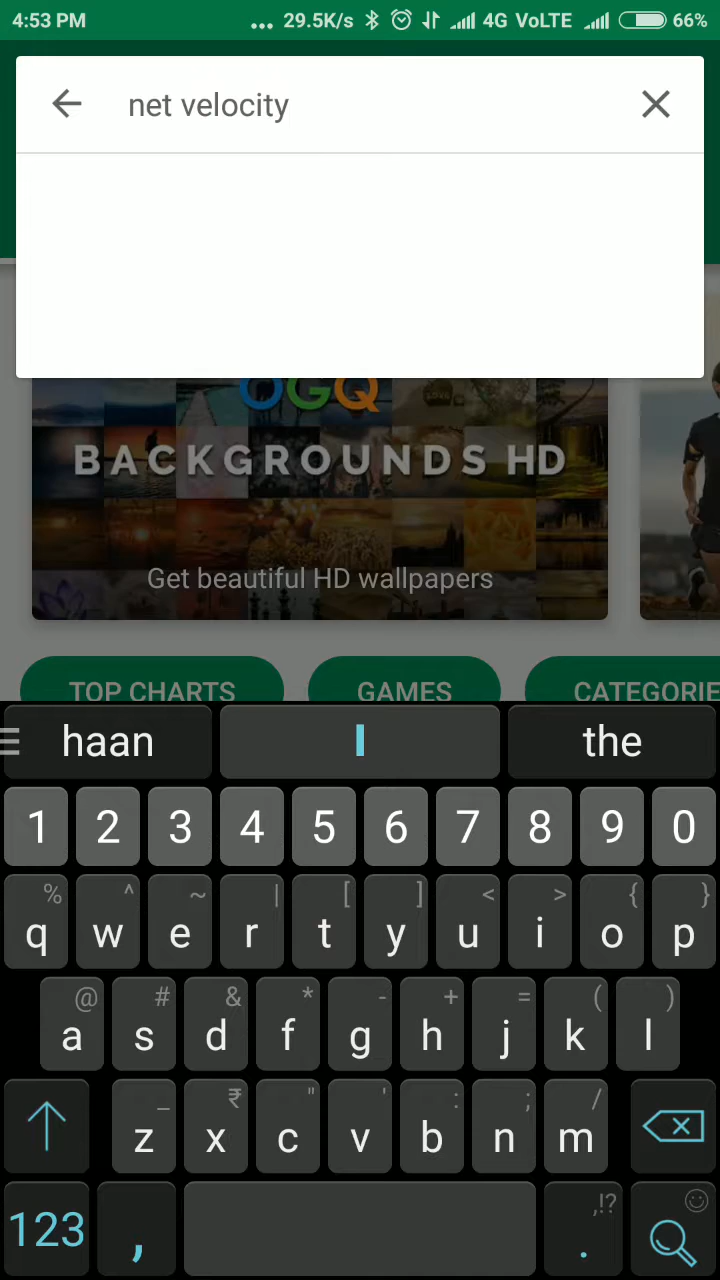 4:53 PM ... 29.5K/s 4G VoLTE 66%
net velocity
OGQ
BACKGROUNDS HD
Get beautiful HD wallpapers
TOP CHARTS GAMES CATEGORIE
haan I the
1 2 3 4 5 6 7 8 9 0
% ^ ~ | [ ] < > { }
q w e r t y u i o p
@ # & * - + = ( )
a s d f g h j k l
_ ₹ " ' : ; /
z x c v b n m
,!?
123 , .